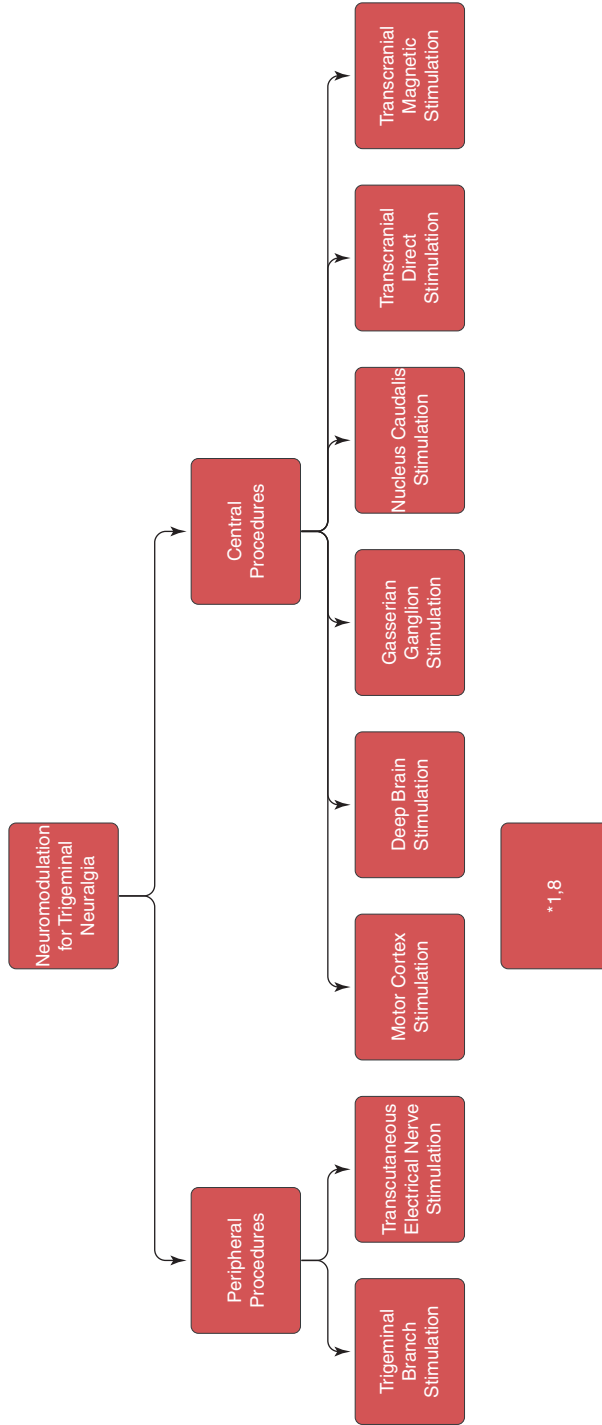 Neuromodulation
for Trigeminal
Neuralgia
Peripheral
Procedures
Central
Procedures
Trigeminal
Branch
Stimulation
Transcutaneous
Electrical Nerve
Stimulation
Motor Cortex
Stimulation
Deep Brain
Stimulation
Gasserian
Ganglion
Stimulation
Nucleus Caudalis
Stimulation
Transcranial
Direct
Stimulation
Transcranial
Magnetic
Stimulation
*1,8